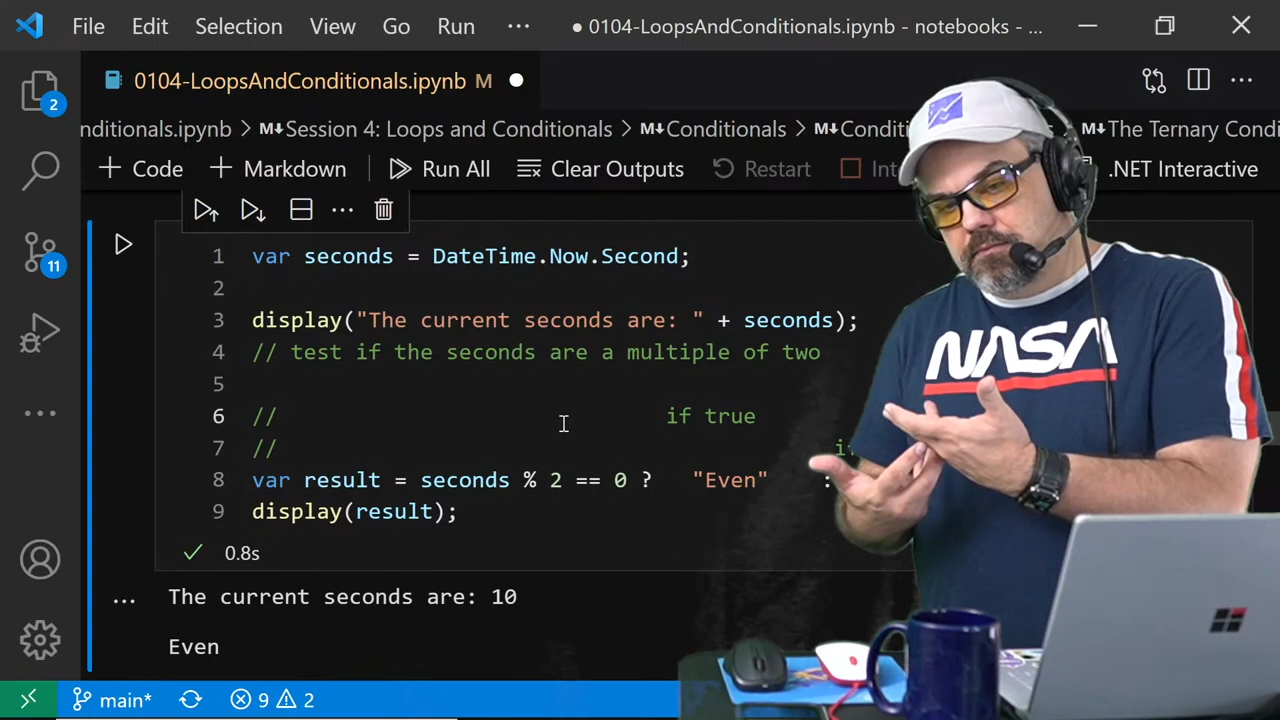 File Edit Selection View Go Run ··· ● 0104-LoopsAndConditionals.ipynb - notebooks - ...
0104-LoopsAndConditionals.ipynb M
nditionals.ipynb > M↓Session 4: Loops and Conditionals > M↓Conditionals > M↓Conditi M↓The Ternary Condi
+ Code + Markdown Run All Clear Outputs Restart Int .NET Interactive
2
11
1 var seconds = DateTime.Now.Second;
2
3 display("The current seconds are: " + seconds);
4 // test if the seconds are a multiple of two
5
6 // if true
7 // if
8 var result = seconds % 2 == 0 ? "Even" :
9 display(result);
✓ 0.8s
... The current seconds are: 10
Even
main* 9 2
NASA